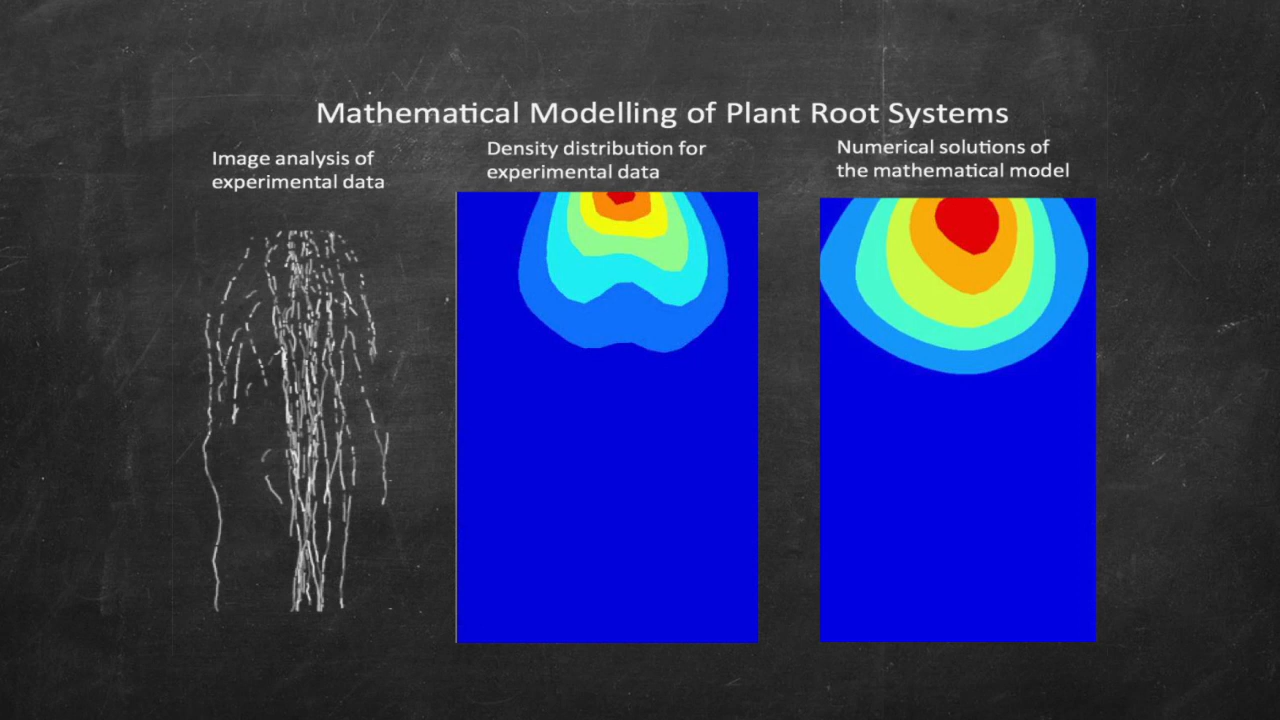 Mathematical Modelling of Plant Root Systems
Image analysis of
experimental data
Density distribution for
experimental data
Numerical solutions of
the mathematical model